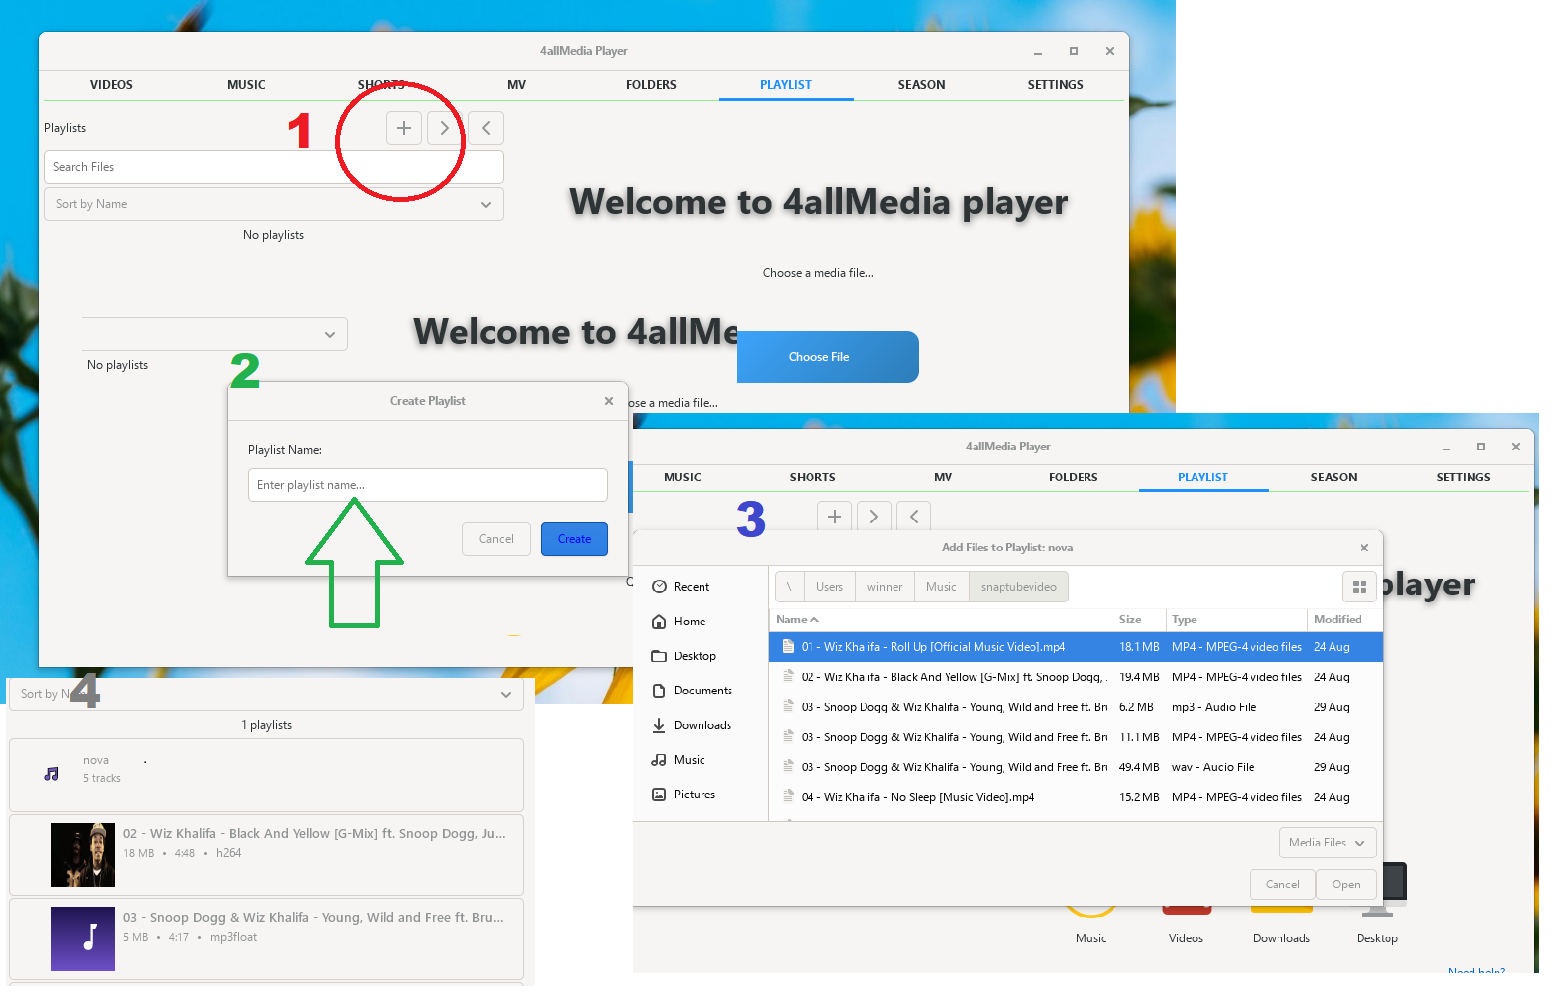 4allMedia Player
VIDEOS MUSIC SHORTS MV FOLDERS PLAYLIST SEASON SETTINGS
1
Playlists
Search Files
Sort by Name
No playlists
Welcome to 4allMedia player
Choose a media file...
Choose File
No playlists
Welcome to 4allMe
ose a media file...
2
Create Playlist
Playlist Name:
Enter playlist name...
Cancel Create
4allMedia Player
MUSIC SHORTS MV FOLDERS PLAYLIST SEASON SETTINGS
3
player
Add Files to Playlist: nova
Recent
Home
Desktop
Documents
Downloads
Music
Pictures
\ Users winner Music snaptubevideo
Name Size Type Modified
01 - Wiz Khalifa - Roll Up [Official Music Video].mp4 18.1 MB MP4 - MPEG-4 video files 24 Aug
02 - Wiz Khalifa - Black And Yellow [G-Mix] ft. Snoop Dogg, . 19.4 MB MP4 - MPEG-4 video files 24 Aug
03 - Snoop Dogg & Wiz Khalifa - Young, Wild and Free ft. Bru 6.2 MB mp3 - Audio File 29 Aug
03 - Snoop Dogg & Wiz Khalifa - Young, Wild and Free ft. Bru 11.1 MB MP4 - MPEG-4 video files 24 Aug
03 - Snoop Dogg & Wiz Khalifa - Young, Wild and Free ft. Bru 49.4 MB wav - Audio File 29 Aug
04 - Wiz Khalifa - No Sleep [Music Video].mp4 15.2 MB MP4 - MPEG-4 video files 24 Aug
Media Files
Cancel Open
Music Videos Downloads Desktop
Need help?
4
Sort by N
1 playlists
nova
5 tracks
02 - Wiz Khalifa - Black And Yellow [G-Mix] ft. Snoop Dogg, Ju...
18 MB • 4:48 • h264
03 - Snoop Dogg & Wiz Khalifa - Young, Wild and Free ft. Bru...
5 MB • 4:17 • mp3float